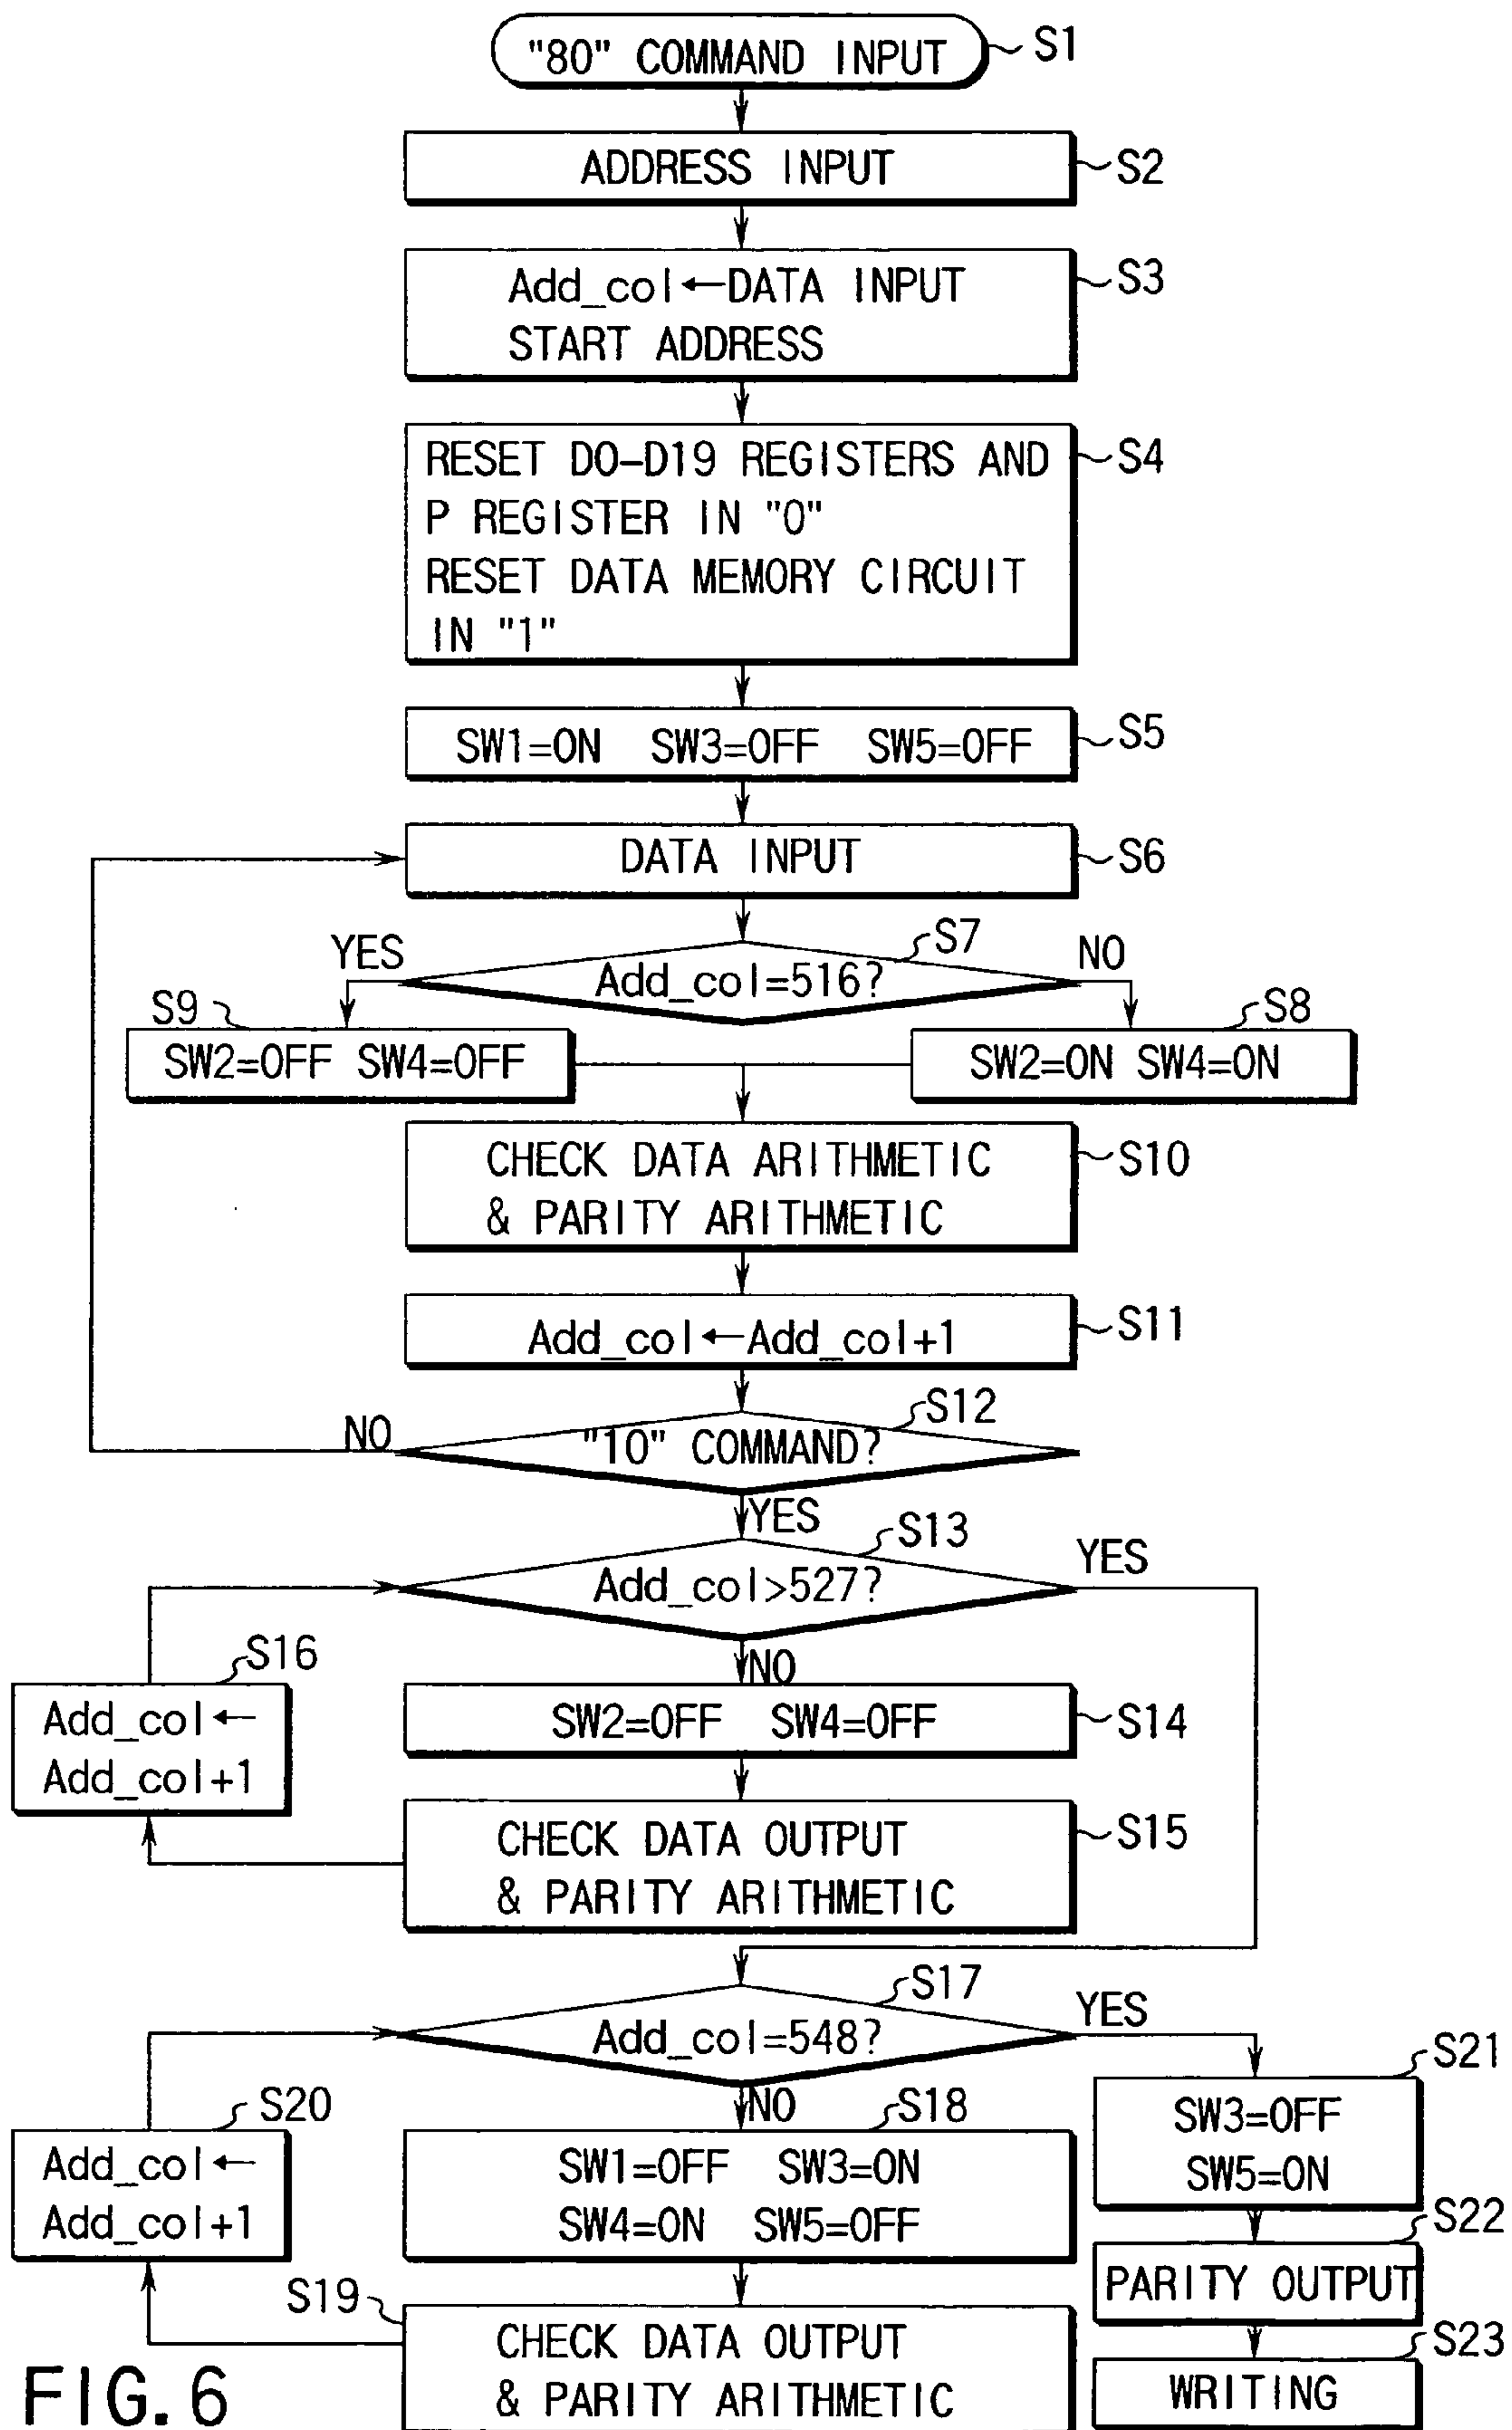 "80" COMMAND INPUT
S1
ADDRESS INPUT
S2
Add_col←DATA INPUT
START ADDRESS
S3
RESET D0-D19 REGISTERS AND
P REGISTER IN "0"
RESET DATA MEMORY CIRCUIT
IN "1"
S4
SW1=ON SW3=OFF SW5=OFF
S5
DATA INPUT
S6
S7
YES
Add_col=516?
NO
S9
SW2=OFF SW4=OFF
S8
SW2=ON SW4=ON
CHECK DATA ARITHMETIC
& PARITY ARITHMETIC
S10
Add_col←Add_col+1
S11
S12
NO
"10" COMMAND?
YES
S13
Add_col>527?
YES
NO
S16
Add_col←
Add_col+1
SW2=OFF SW4=OFF
S14
CHECK DATA OUTPUT
& PARITY ARITHMETIC
S15
S17
Add_col=548?
YES
NO
S21
SW3=OFF
SW5=ON
S20
Add_col←
Add_col+1
S18
SW1=OFF SW3=ON
SW4=ON SW5=OFF
S22
PARITY OUTPUT
S19
CHECK DATA OUTPUT
& PARITY ARITHMETIC
S23
WRITING
FIG. 6